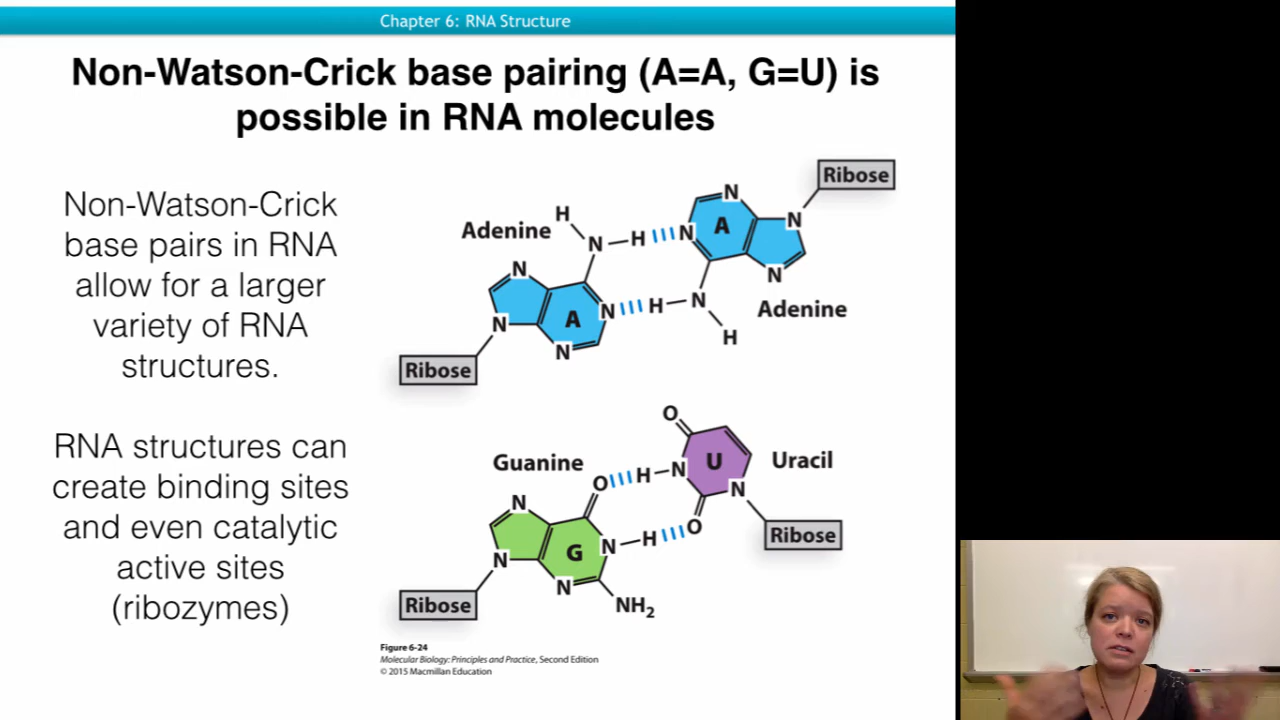 Chapter 6: RNA Structure
Non-Watson-Crick base pairing (A=A, G=U) is
possible in RNA molecules
Non-Watson-Crick
base pairs in RNA
allow for a larger
variety of RNA
structures.
RNA structures can
create binding sites
and even catalytic
active sites
(ribozymes)
Ribose
N
H
Adenine
A
N
N
H
N
N
N
A
N
H
N
Adenine
N
N
H
Ribose
O
Guanine
U
Uracil
O
H
N
N
N
G
N
H
O
Ribose
N
N
Ribose
NH2
Figure 6-24
Molecular Biology: Principles and Practice, Second Edition
© 2015 Macmillan Education